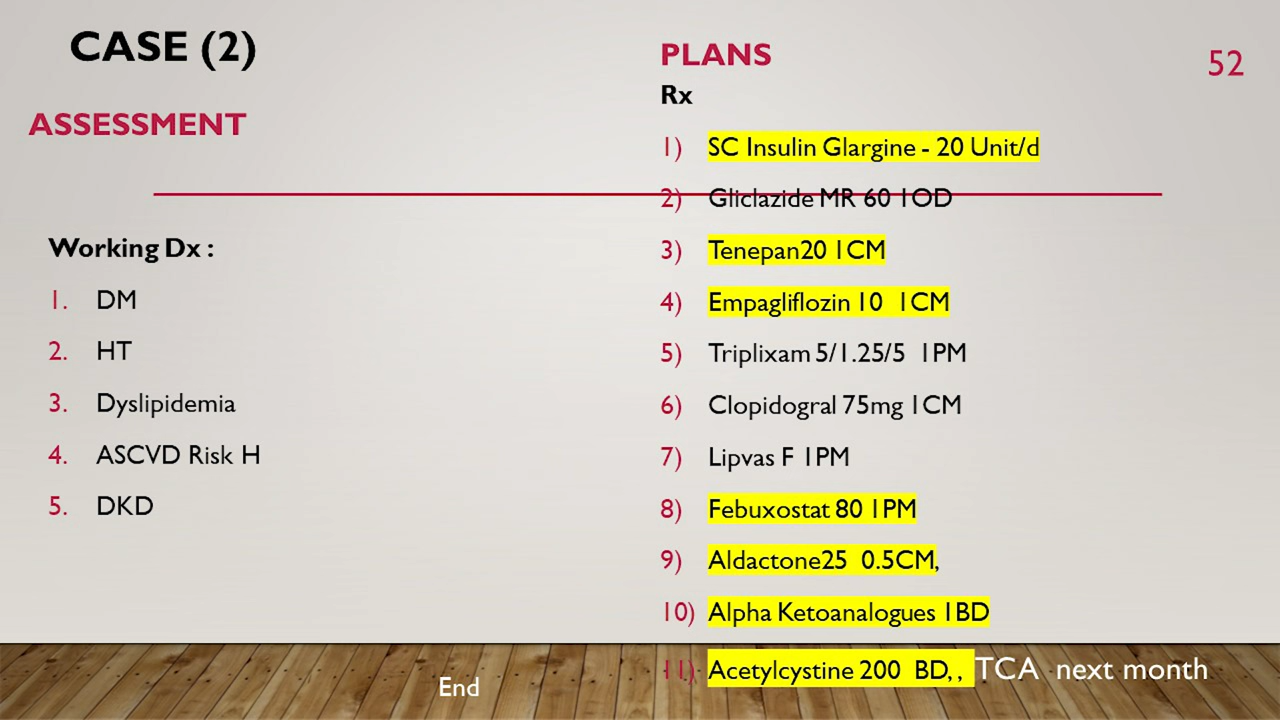 CASE (2)
ASSESSMENT
Working Dx :
1. DM
2. HT
3. Dyslipidemia
4. ASCVD Risk H
5. DKD
PLANS
52
Rx
1) SC Insulin Glargine - 20 Unit/d
2) Gliclazide MR 60 1OD
3) Tenepan20 1CM
4) Empagliflozin 10 1CM
5) Triplixam 5/1.25/5 1PM
6) Clopidogral 75mg 1CM
7) Lipvas F 1PM
8) Febuxostat 80 1PM
9) Aldactone25 0.5CM,
10) Alpha Ketoanalogues 1BD
11) Acetylcystine 200 BD, , TCA next month
End